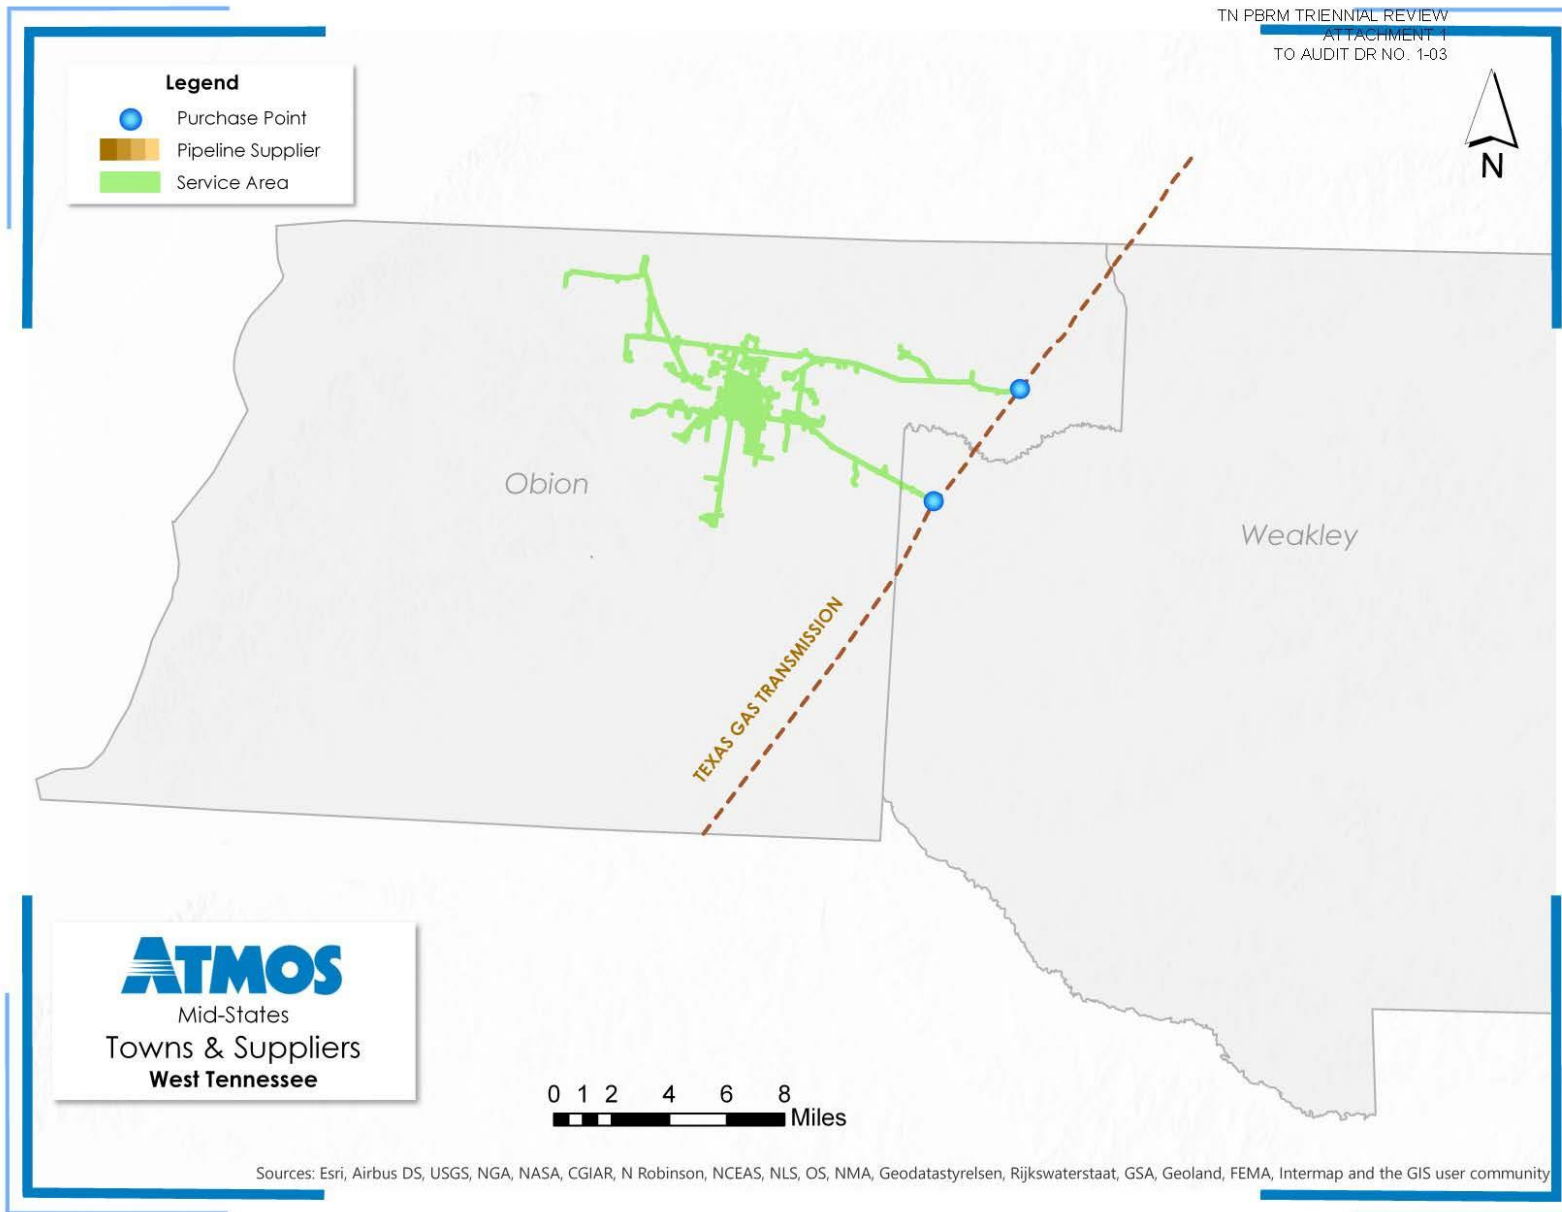 TN PBRM TRIENNIAL REVIEW
ATTACHMENT 1
TO AUDIT DR NO. 1-03
Legend
Purchase Point
Pipeline Supplier
Service Area
N
Obion
Weakley
TEXAS GAS TRANSMISSION
ATMOS
Mid-States
Towns & Suppliers
West Tennessee
0 1 2 4 6 8
Miles
Sources: Esri, Airbus DS, USGS, NGA, NASA, CGIAR, N Robinson, NCEAS, NLS, OS, NMA, Geodatastyrelsen, Rijkswaterstaat, GSA, Geoland, FEMA, Intermap and the GIS user community